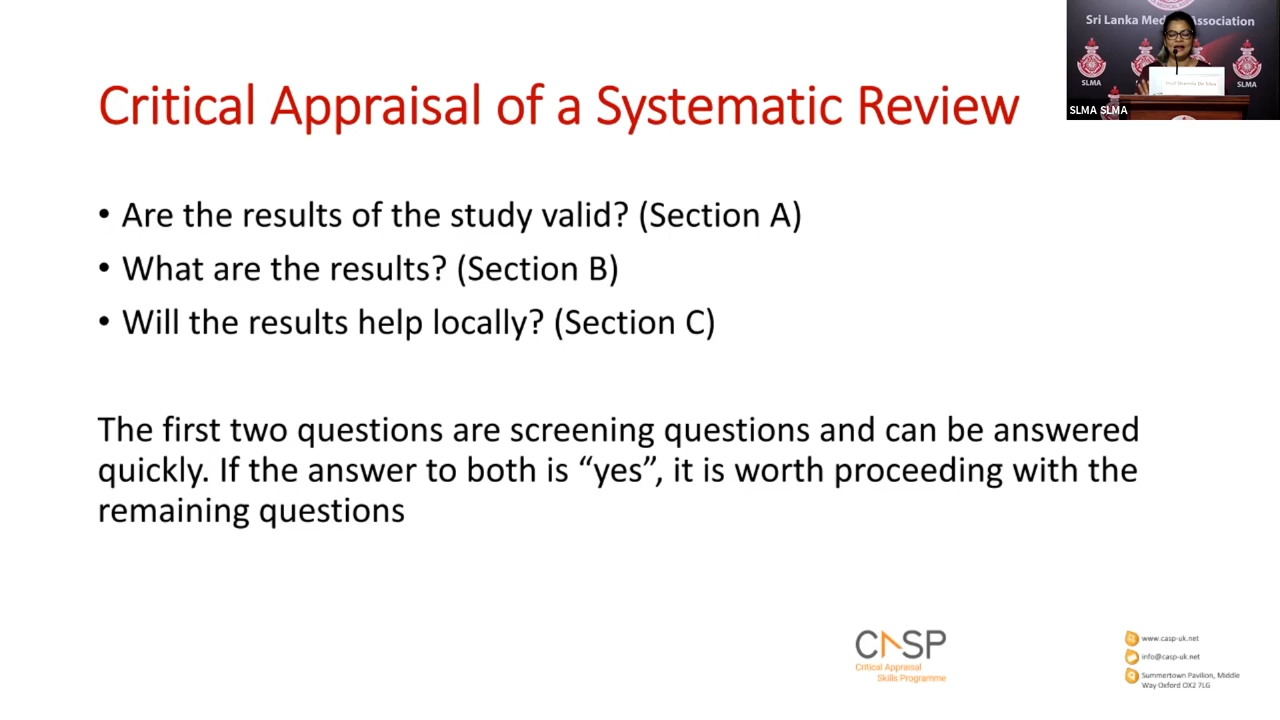 Critical Appraisal of a Systematic Review
• Are the results of the study valid? (Section A)
• What are the results? (Section B)
• Will the results help locally? (Section C)
The first two questions are screening questions and can be answered
quickly. If the answer to both is “yes”, it is worth proceeding with the
remaining questions
CASP
Critical Appraisal
Skills Programme
www.casp-uk.net
info@casp-uk.net
Summertown Pavilion, Middle
Way Oxford OX2 7LG
Sri Lanka Med Association
SLMA
SLMA
SLMA SLMA